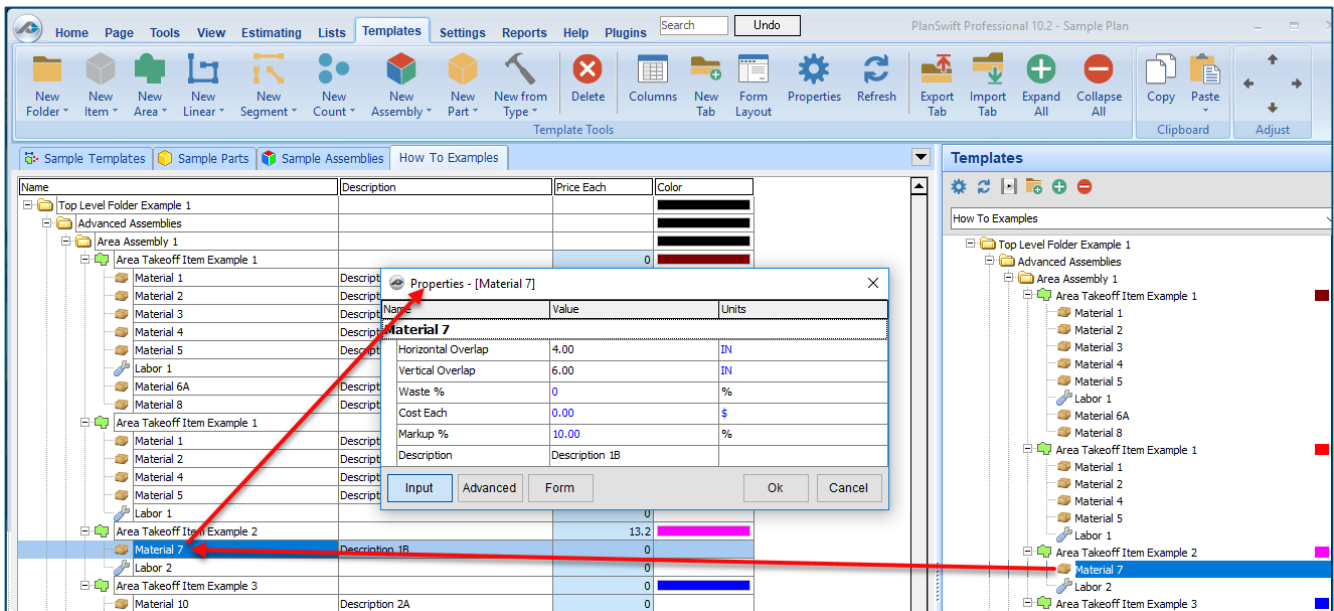 Home Page Tools View Estimating Lists Templates Settings Reports Help Plugins Search Undo PlanSwift Professional 10.2 - Sample Plan
New Folder New Item New Area New Linear New Segment New Count New Assembly New Part New from Type Delete Columns New Tab Form Layout Properties Refresh Export Tab Import Tab Expand All Collapse All Copy Paste
Template Tools Clipboard Adjust
Sample Templates Sample Parts Sample Assemblies How To Examples
Name Description Price Each Color
Top Level Folder Example 1
Advanced Assemblies
Area Assembly 1
Area Takeoff Item Example 1 0
Material 1 Descript
Material 2 Descript
Material 3 Descript
Material 4 Descript
Material 5 Descript
Labor 1
Material 6A Descript
Material 8 Descript
Area Takeoff Item Example 1
Material 1 Descript
Material 2 Descript
Material 4 Descript
Material 5 Descript
Labor 1 0
Area Takeoff Item Example 2 13.2
Material 7 Description 1B 0
Labor 2 0
Area Takeoff Item Example 3 0
Material 10 Description 2A 0
Properties - [Material 7]
Name Value Units
Material 7
Horizontal Overlap 4.00 IN
Vertical Overlap 6.00 IN
Waste % 0 %
Cost Each 0.00 $
Markup % 10.00 %
Description Description 1B
Input Advanced Form Ok Cancel
Templates
How To Examples
Top Level Folder Example 1
Advanced Assemblies
Area Assembly 1
Area Takeoff Item Example 1
Material 1
Material 2
Material 3
Material 4
Material 5
Labor 1
Material 6A
Material 8
Area Takeoff Item Example 1
Material 1
Material 2
Material 4
Material 5
Labor 1
Area Takeoff Item Example 2
Material 7
Labor 2
Area Takeoff Item Example 3